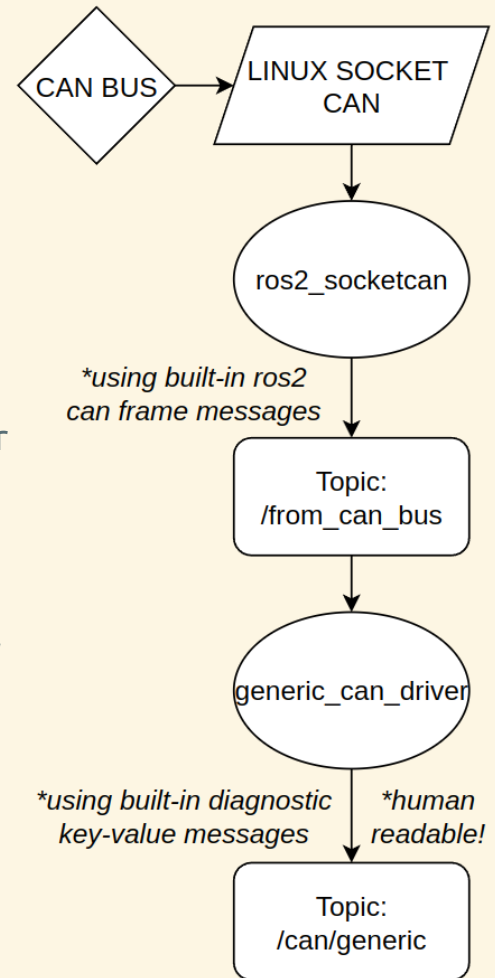 CAN BUS
LINUX SOCKET
CAN
ros2_socketcan
*using built-in ros2
can frame messages
Topic:
/from_can_bus
generic_can_driver
*using built-in diagnostic
key-value messages
*human
readable!
Topic:
/can/generic